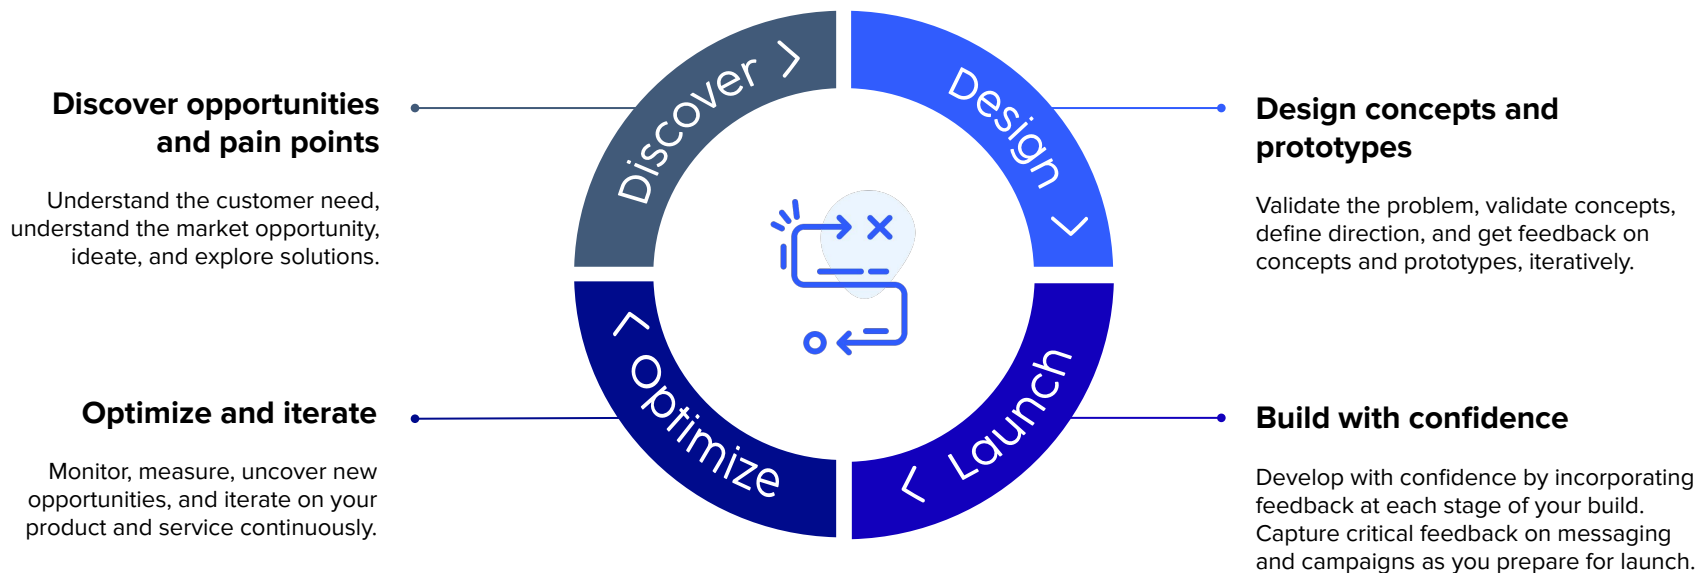 Discover opportunities
and pain points
Understand the customer need,
understand the market opportunity,
ideate, and explore solutions.
Discover
Design
Design concepts and
prototypes
Validate the problem, validate concepts,
define direction, and get feedback on
concepts and prototypes, iteratively.
Optimize and iterate
Monitor, measure, uncover new
opportunities, and iterate on your
product and service continuously.
Optimize
Launch
Build with confidence
Develop with confidence by incorporating
feedback at each stage of your build.
Capture critical feedback on messaging
and campaigns as you prepare for launch.